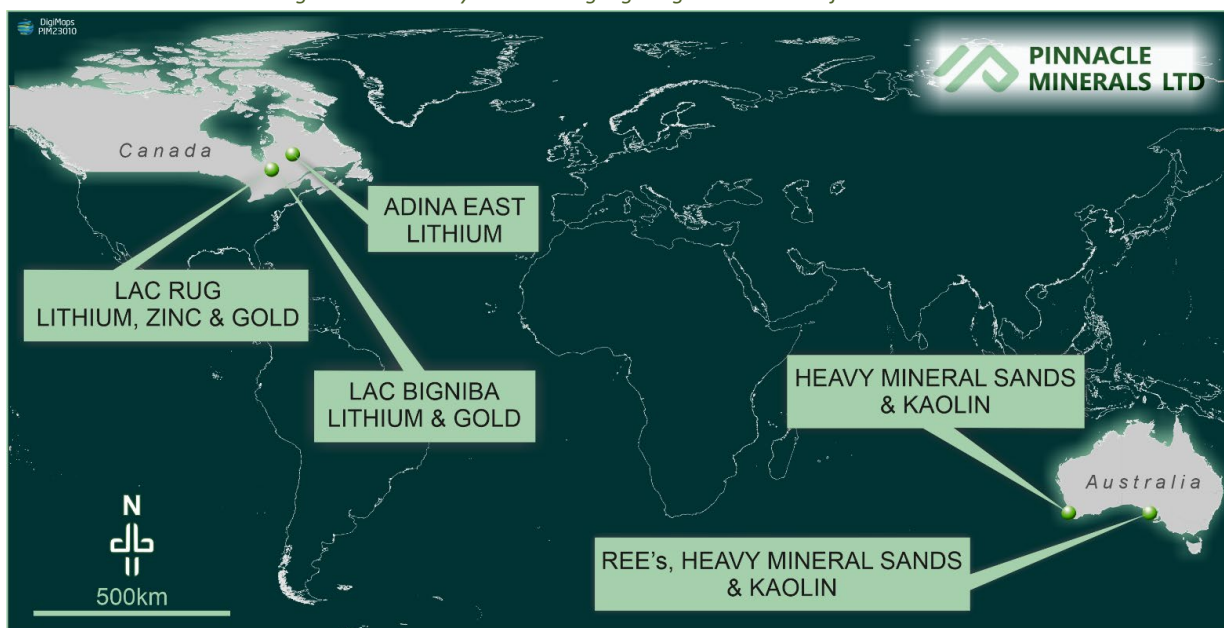 DigiMaps
PIM23010
PINNACLE
MINERALS LTD
Canada
ADINA EAST
LITHIUM
LAC RUG
LITHIUM, ZINC & GOLD
LAC BIGNIBA
LITHIUM & GOLD
HEAVY MINERAL SANDS
& KAOLIN
Australia
REE's, HEAVY MINERAL SANDS
& KAOLIN
N
500km